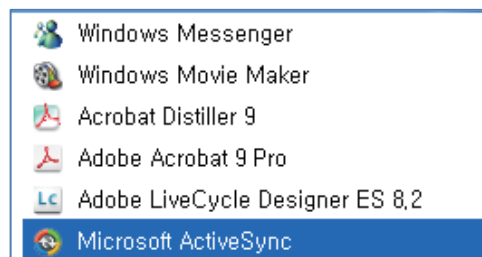 Windows Messenger
Windows Movie Maker
Acrobat Distiller 9
Adobe Acrobat 9 Pro
LC Adobe LiveCycle Designer ES 8,2
Microsoft ActiveSync